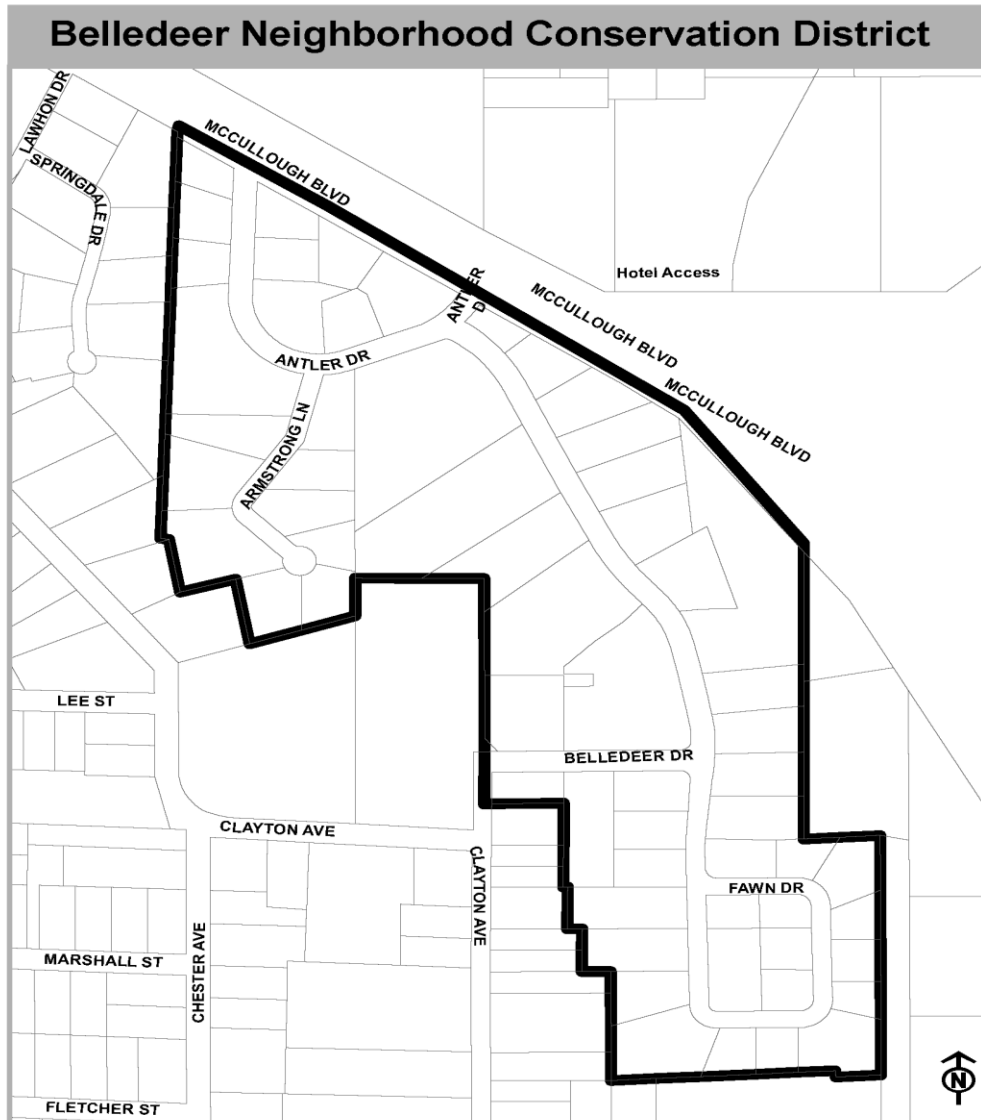 Belledeer Neighborhood Conservation District
LAWHON DR
SPRINGDALE DR
MCCULLOUGH BLVD
ANTLER
D
Hotel Access
MCCULLOUGH BLVD
MCCULLOUGH BLVD
ANTLER DR
ARMSTRONG LN
LEE ST
BELLEDEER DR
CLAYTON AVE
CLAYTON AVE
FAWN DR
CHESTER AVE
MARSHALL ST
FLETCHER ST
N